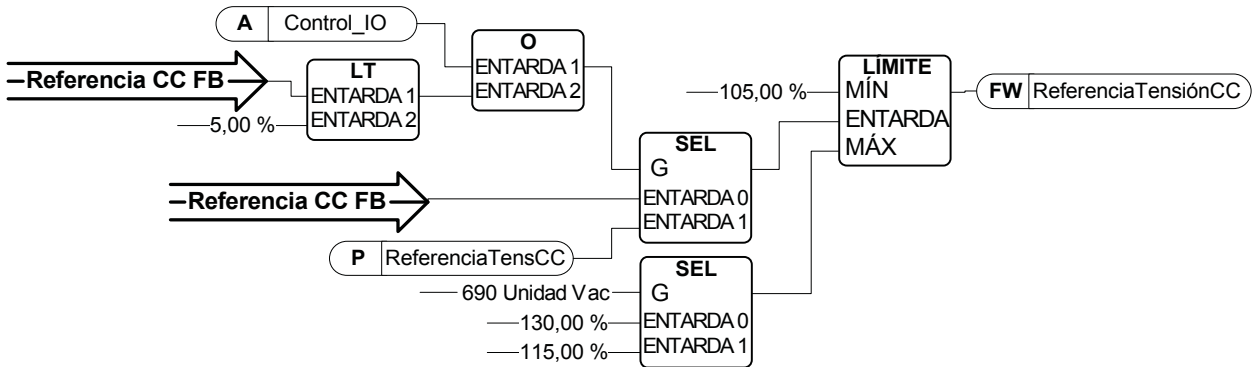 A Control_IO
O
ENTARDA 1
ENTARDA 2
Referencia CC FB
LT
ENTARDA 1
ENTARDA 2
5,00 %
LÍMITE
MÍN
ENTARDA
MÁX
105,00 %
FW ReferenciaTensiónCC
SEL
G
ENTARDA 0
ENTARDA 1
Referencia CC FB
P ReferenciaTensCC
SEL
G
ENTARDA 0
ENTARDA 1
690 Unidad Vac
130,00 %
115,00 %